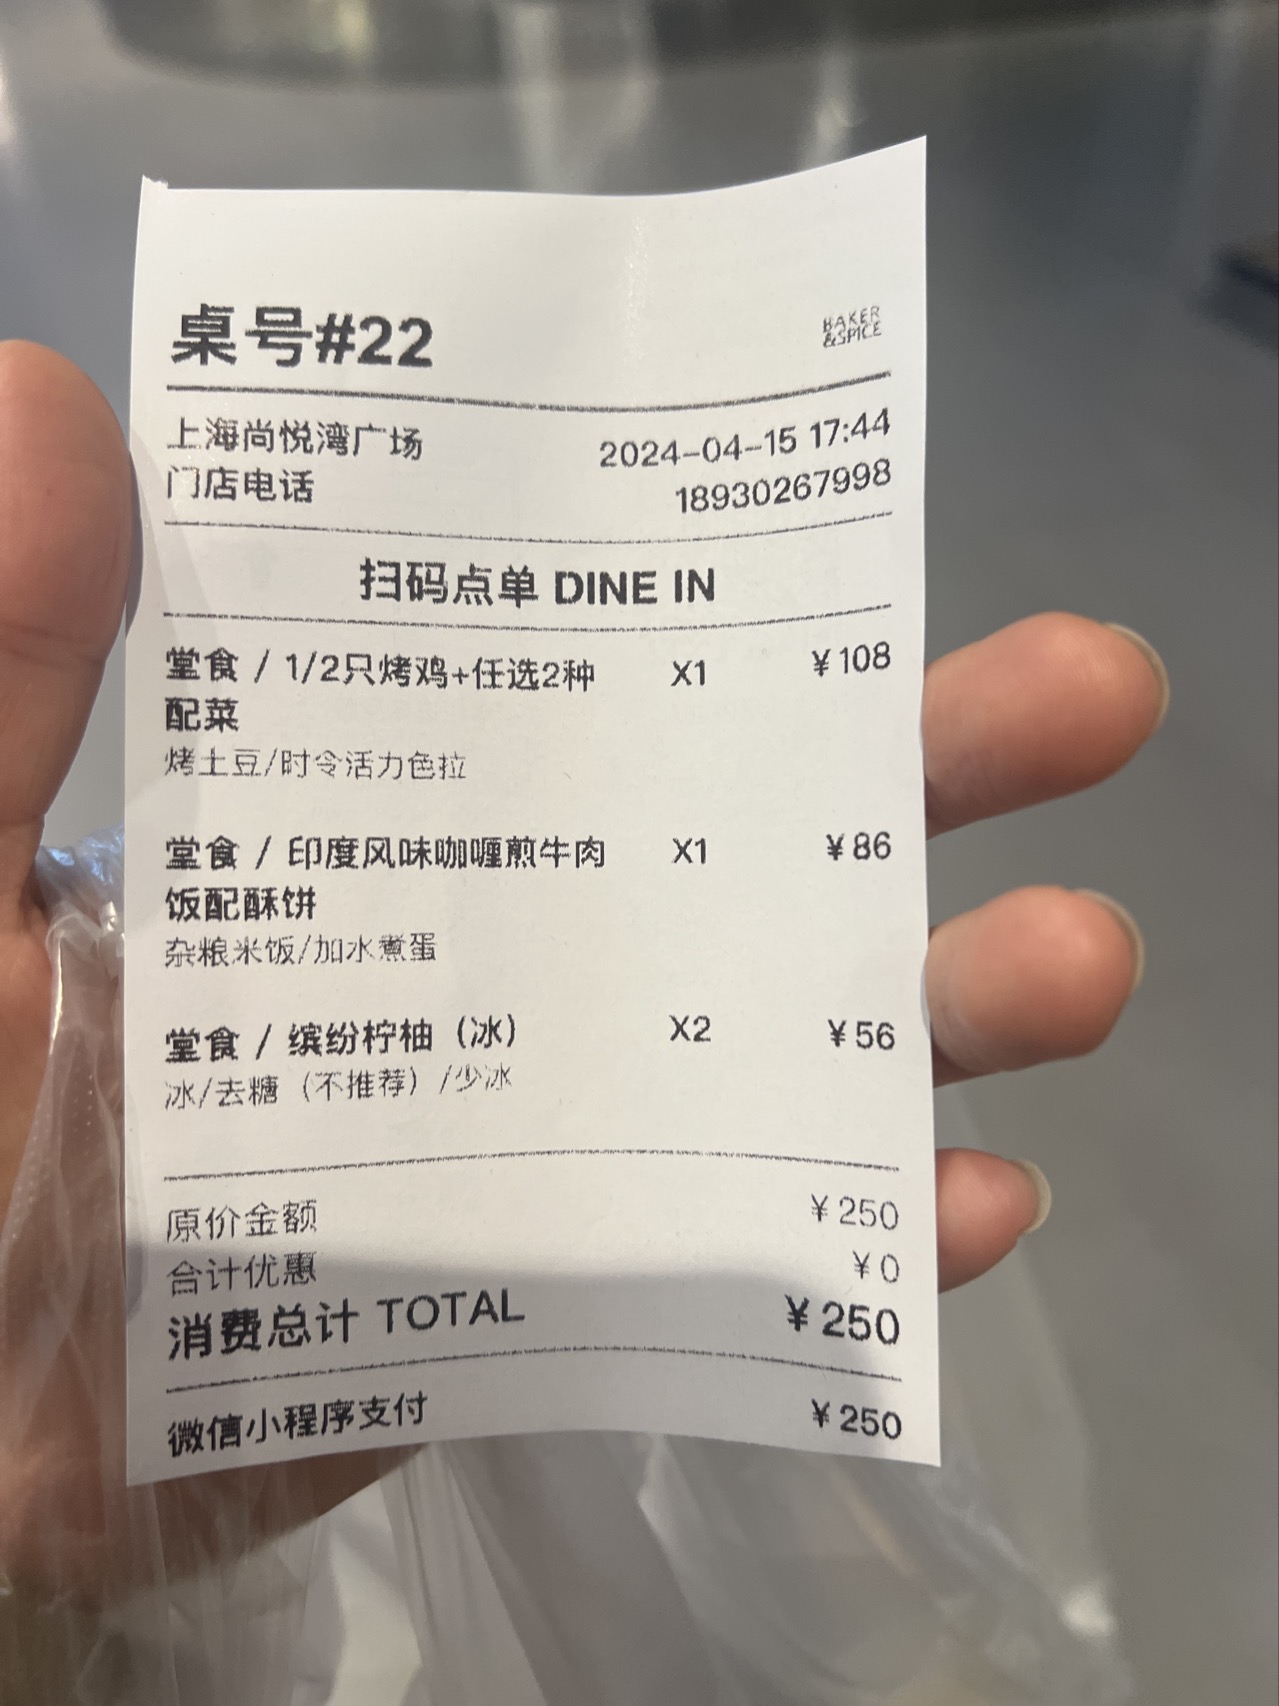 桌号#22
BAKER
&SPICE
上海尚悦湾广场 2024-04-15 17:44
门店电话 18930267998
扫码点单 DINE IN
堂食 / 1/2只烤鸡+任选2种 X1 ¥108
配菜
烤土豆/时令活力色拉
堂食 / 印度风味咖喱煎牛肉 X1 ¥86
饭配酥饼
杂粮米饭/加水煮蛋
堂食 / 缤纷柠柚（冰） X2 ¥56
冰/去糖（不推荐）/少冰
原价金额 ¥250
合计优惠 ¥0
消费总计 TOTAL ¥250
微信小程序支付 ¥250